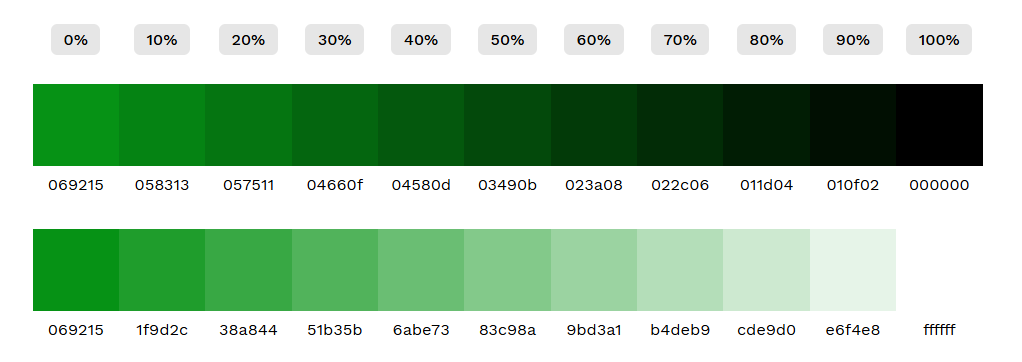 0% 10% 20% 30% 40% 50% 60% 70% 80% 90% 100%
069215 058313 057511 04660f 04580d 03490b 023a08 022c06 011d04 010f02 000000
069215 1f9d2c 38a844 51b35b 6abe73 83c98a 9bd3a1 b4deb9 cde9d0 e6f4e8 ffffff